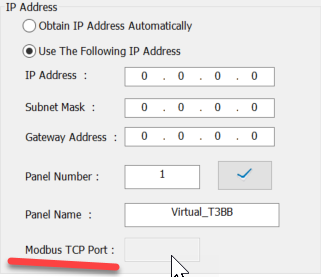 IP Address
Obtain IP Address Automatically
Use The Following IP Address
IP Address : 0 . 0 . 0 . 0
Subnet Mask : 0 . 0 . 0 . 0
Gateway Address : 0 . 0 . 0 . 0
Panel Number : 1
Panel Name : Virtual_T3BB
Modbus TCP Port :